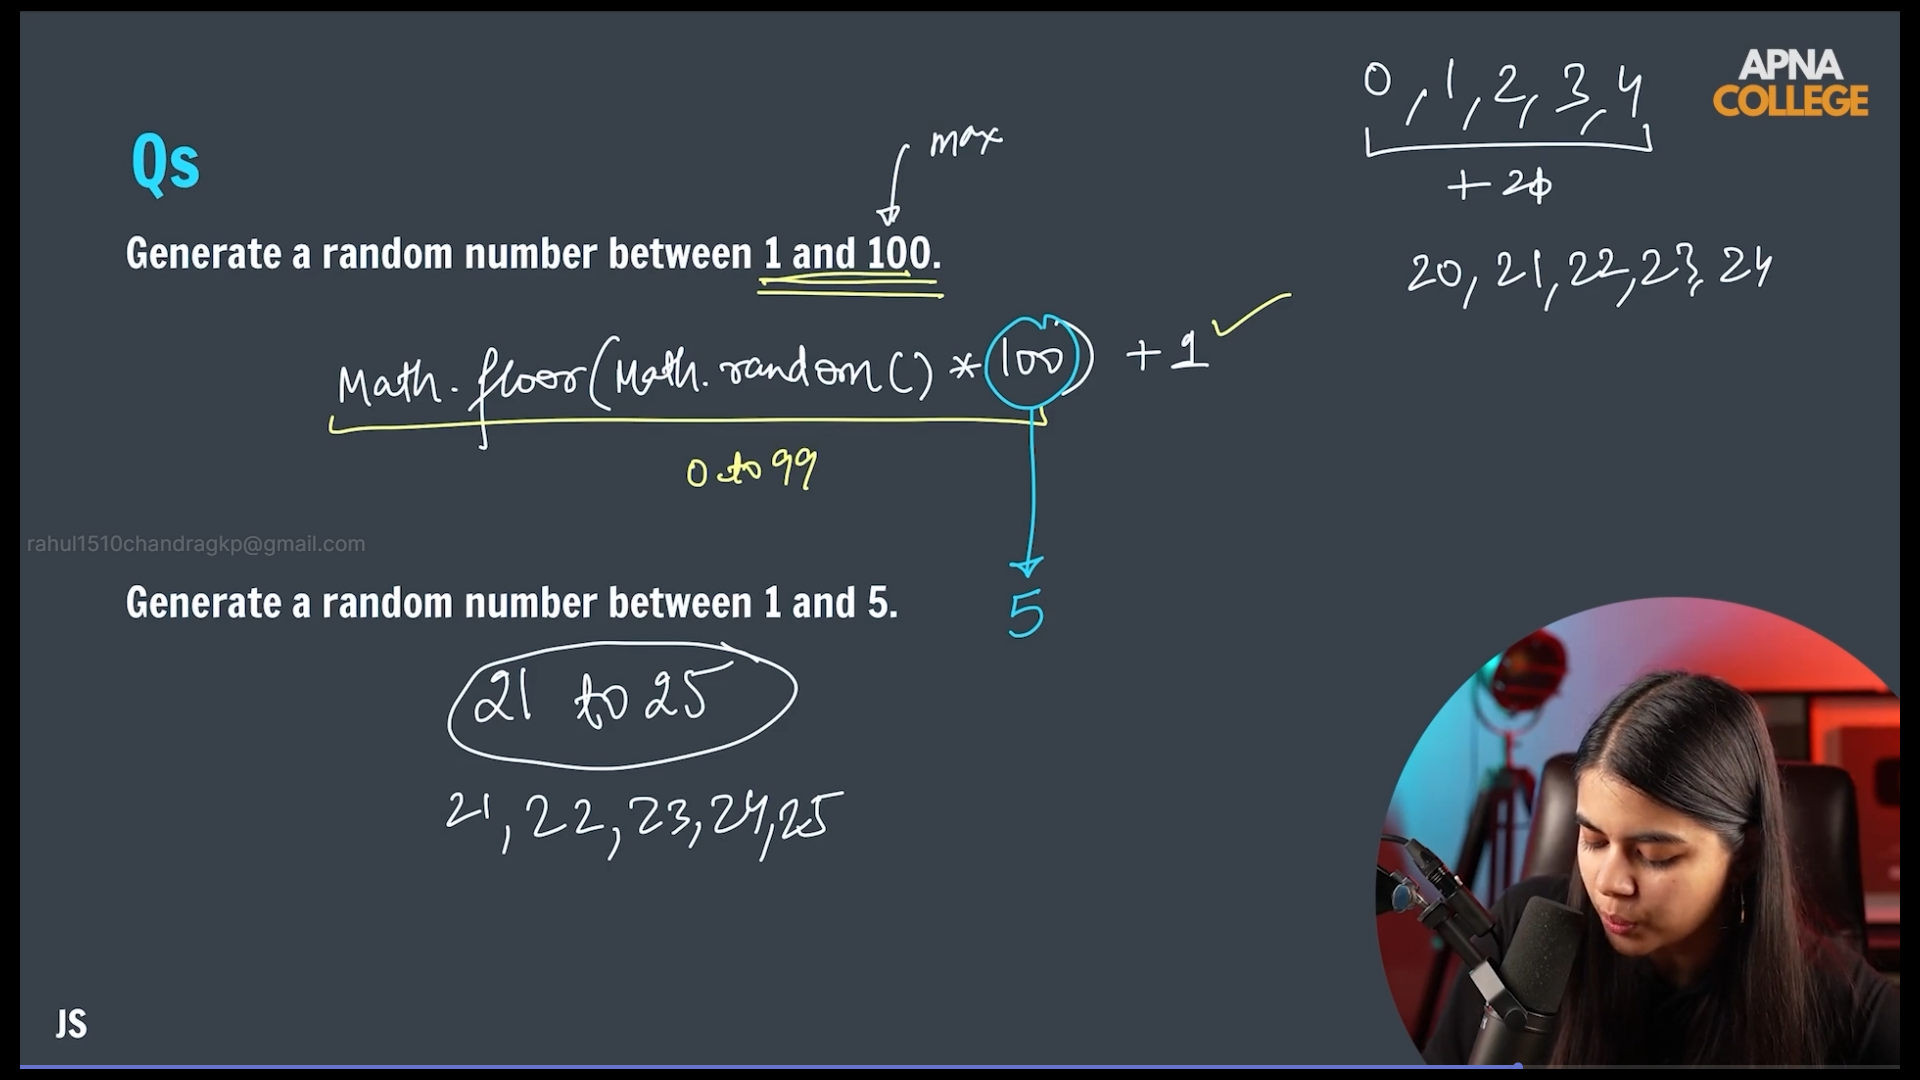 0, 1, 2, 3, 4
APNA
COLLEGE
max
Qs
+ 20
Generate a random number between 1 and 100.
20, 21, 22, 23, 24
Math.floor(Math.random() * 100) + 1
0 to 99
rahul1510chandragkp@gmail.com
Generate a random number between 1 and 5.
5
21 to 25
21, 22, 23, 24, 25
JS